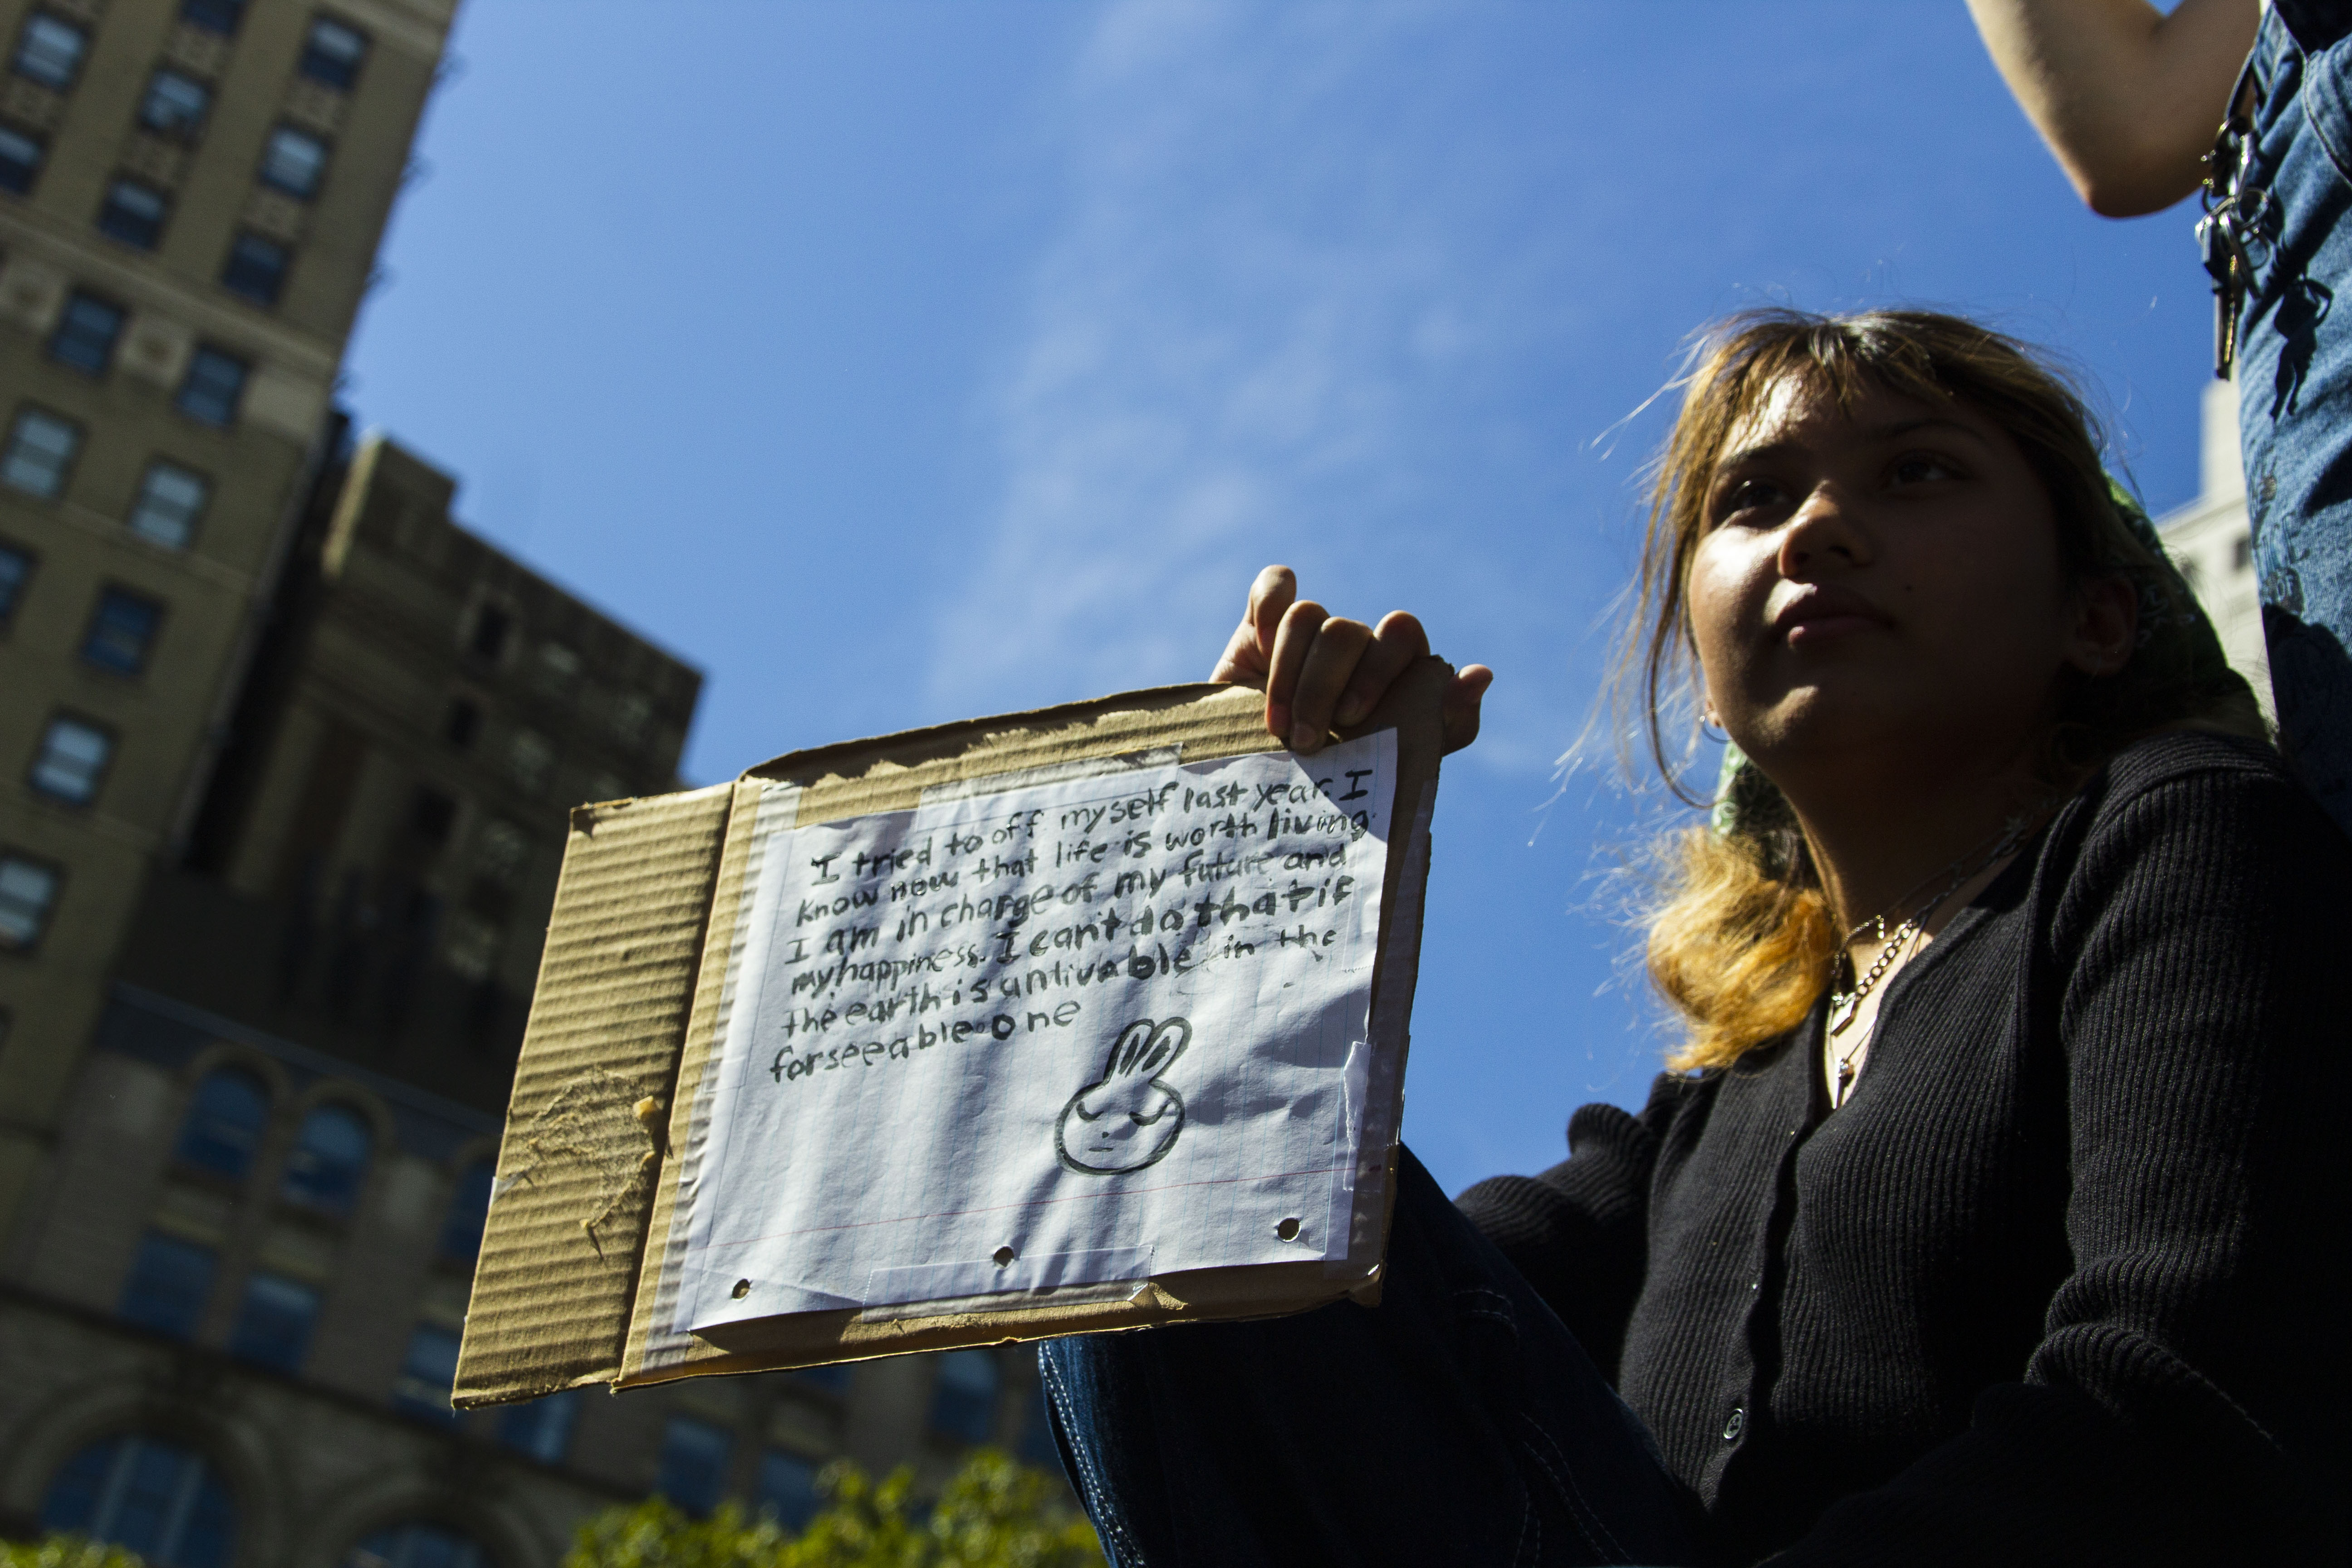 I tried to off myself last year. I
know now that life is worth living.
I am in charge of my future and
my happiness. I can't do that if
the earth is unlivable in the
forseeable one